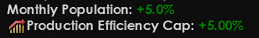 Monthly Population: +5.0%
Production Efficiency Cap: +5.00%